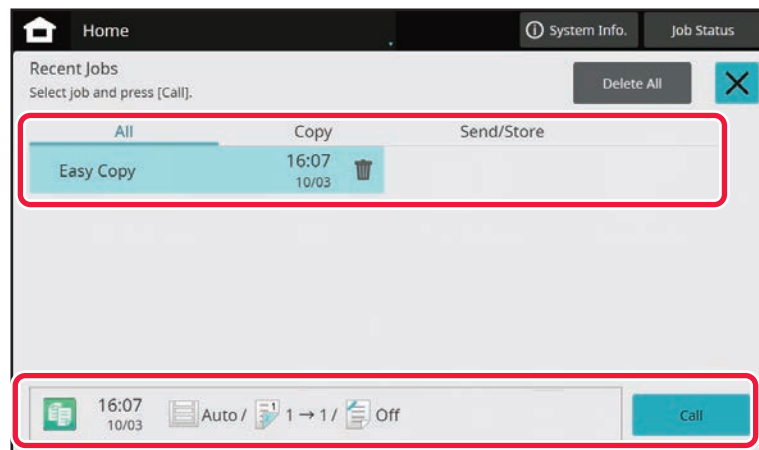 Home
System Info.
Job Status
Recent Jobs
Select job and press [Call].
Delete All
All
Copy
Send/Store
Easy Copy
16:07
10/03
16:07
10/03
Auto / 1 → 1 / Off
Call